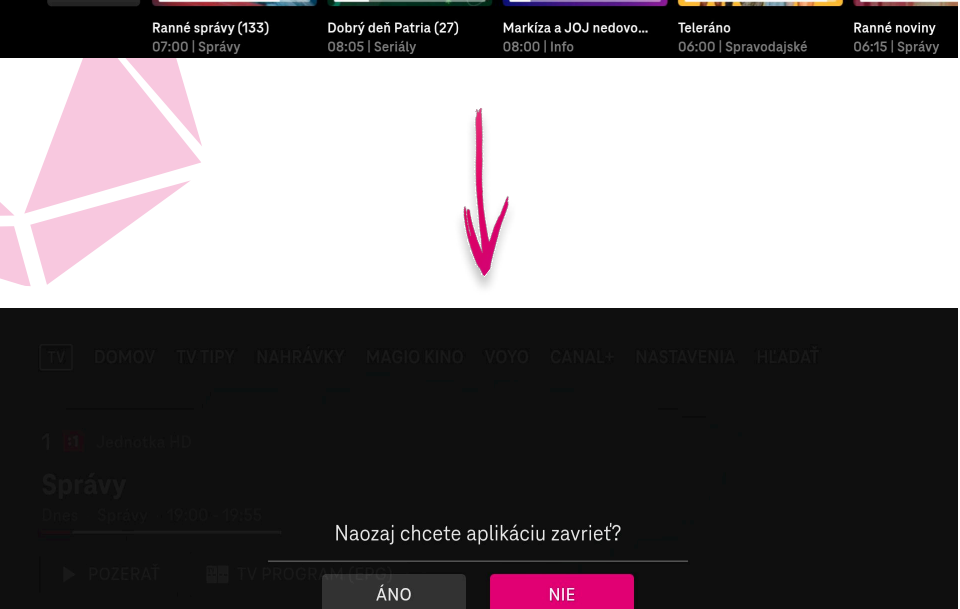 Ranné správy (133) Dobrý deň Patria (27) Markíza a JOJ nedovo... Teleráno Ranné noviny
07:00 | Správy 08:05 | Seriály 08:00 | Info 06:00 | Spravodajské 06:15 | Správy
TV DOMOV TV TIPY NAHRÁVKY MAGIO KINO VOYO CANAL+ NASTAVENIA HĽADAŤ
1 :1 Jednotka HD
Správy
Dnes Správy 19:00 - 19:55
Naozaj chcete aplikáciu zavrieť?
POZERAŤ TV PROGRAM (EPG)
ÁNO NIE